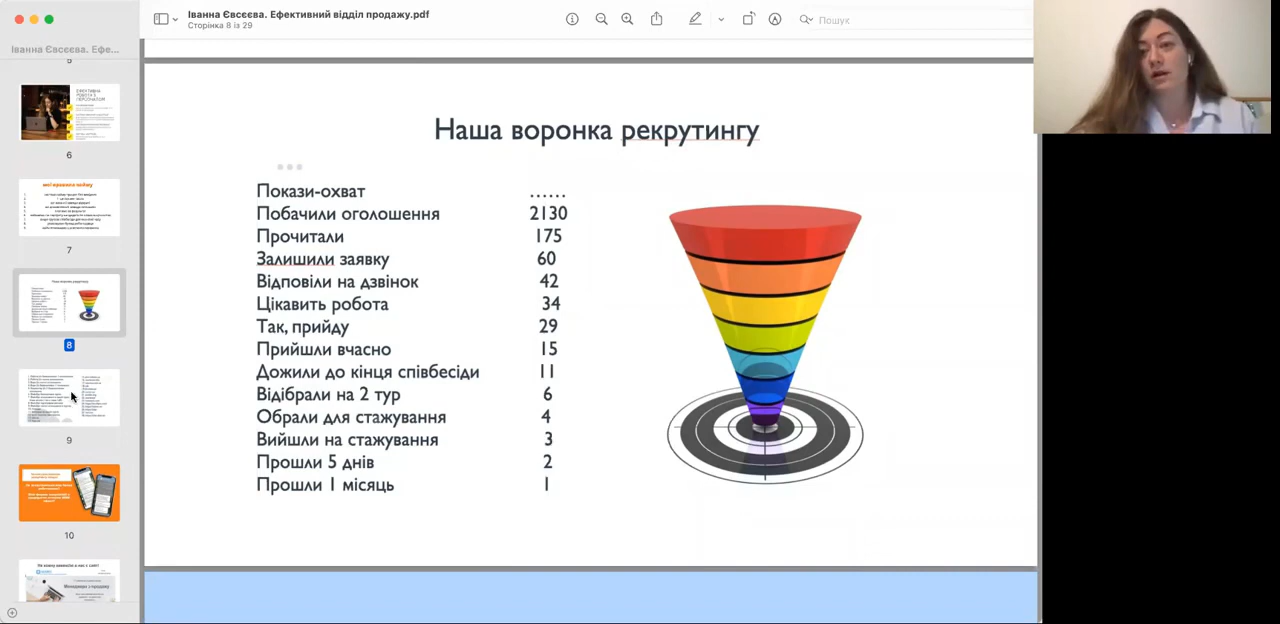 Іванна Євсєєва. Ефективний відділ продажу.pdf
Сторінка 8 із 29
Пошук
Іванна Євсєєва. Ефе...
5
6
7
8
9
10
Наша воронка рекрутингу
Покази-охват ......
Побачили оголошення 2130
Прочитали 175
Залишили заявку 60
Відповіли на дзвінок 42
Цікавить робота 34
Так, прийду 29
Прийшли вчасно 15
Дожили до кінця співбесіди 11
Відібрали на 2 тур 6
Обрали для стажування 4
Вийшли на стажування 3
Прошли 5 днів 2
Прошли 1 місяць 1